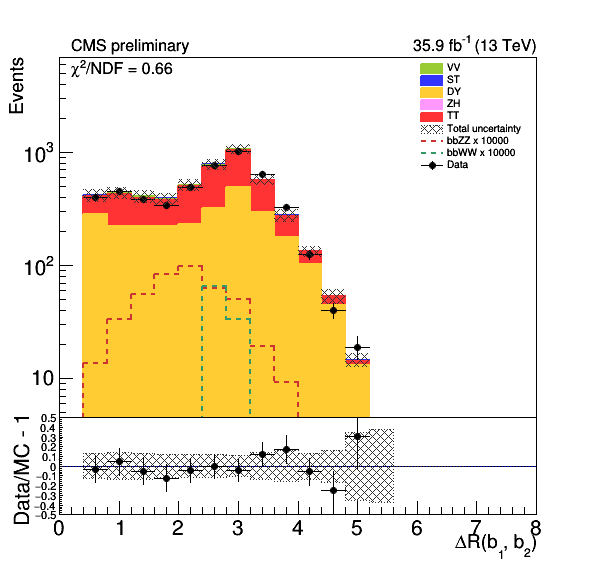 CMS preliminary 35.9 fb⁻¹ (13 TeV)
χ²/NDF = 0.66
Events
VV
ST
DY
ZH
TT
Total uncertainty
bbZZ x 10000
bbWW x 10000
Data
10³
10²
10
Data/MC - 1
0.5
0.4
0.3
0.2
0.1
0
-0.1
-0.2
-0.3
-0.4
-0.5
0 1 2 3 4 5 6 7 8
ΔR(b₁, b₂)